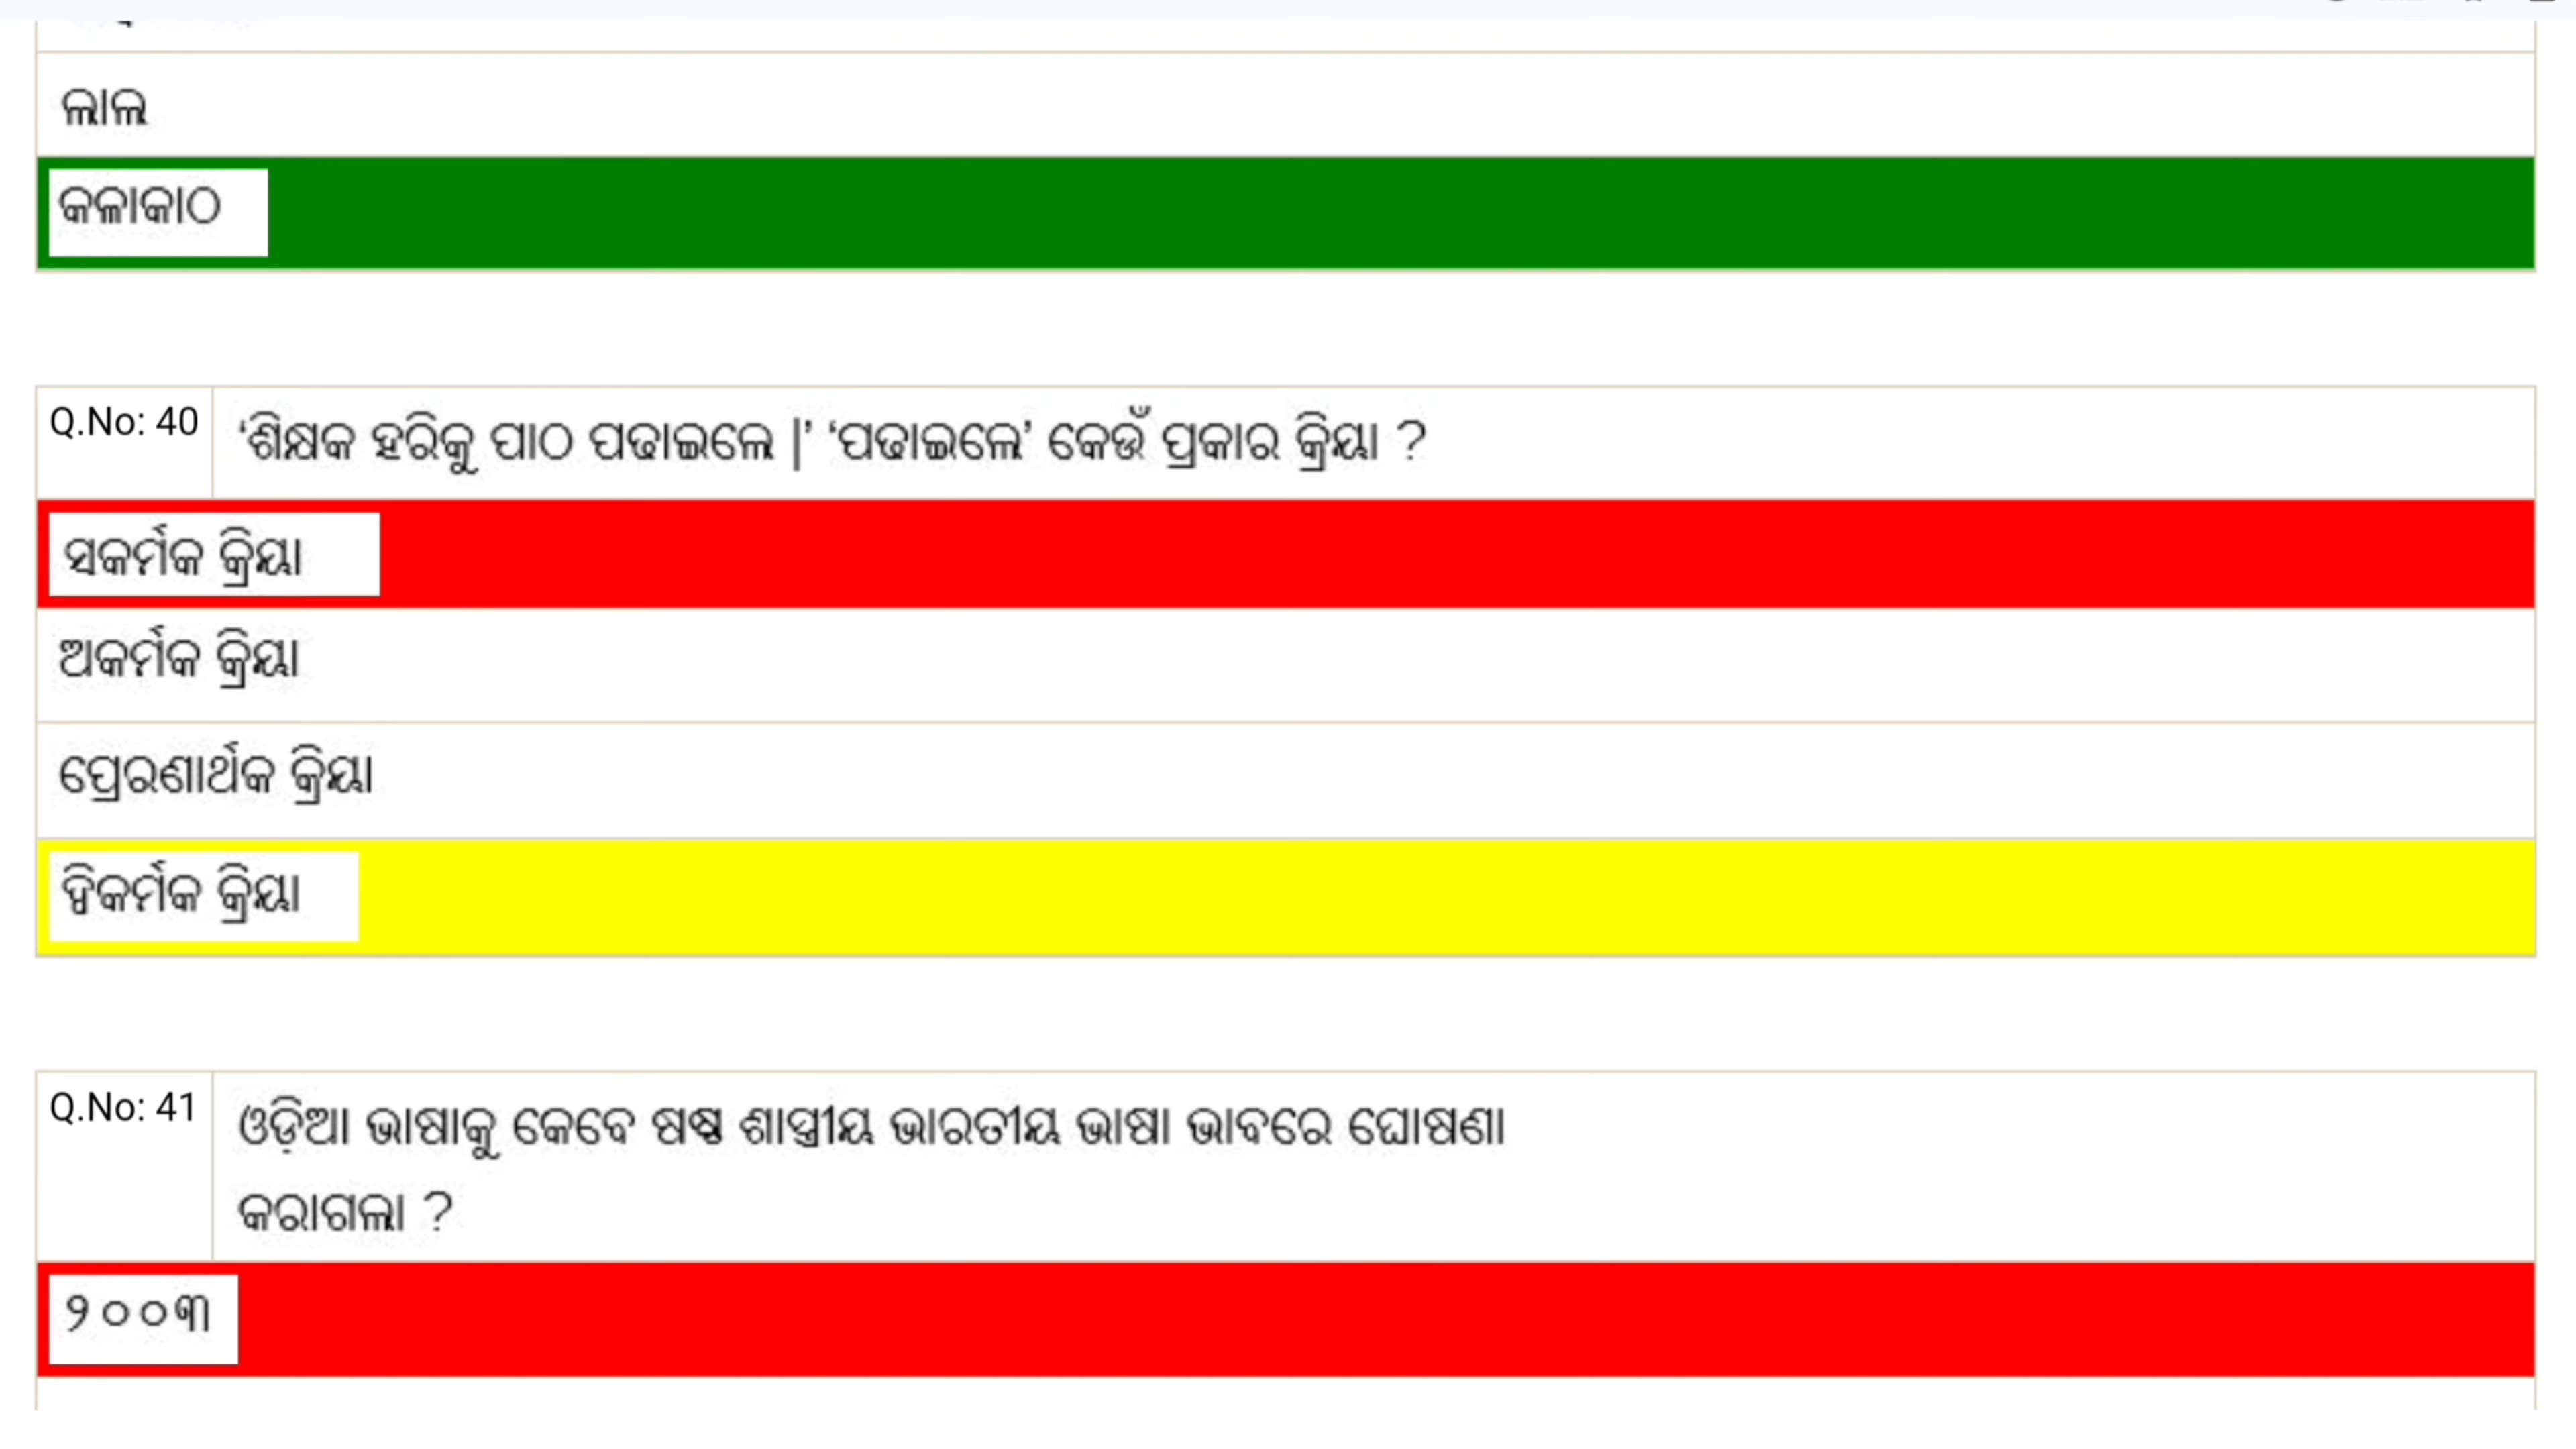 ଲାଲ
କଳାକାଠ
Q.No: 40 ‘ଶିକ୍ଷକ ହରିକୁ ପାଠ ପଢାଇଲେ |’ ‘ପଢାଇଲେ’ କେଉଁ ପ୍ରକାର କ୍ରିୟା ?
ସକର୍ମକ କ୍ରିୟା
ଅକର୍ମକ କ୍ରିୟା
ପ୍ରେରଣାର୍ଥକ କ୍ରିୟା
ଦ୍ୱିକର୍ମକ କ୍ରିୟା
Q.No: 41 ଓଡ଼ିଆ ଭାଷାକୁ କେବେ ଷଷ୍ଠ ଶାସ୍ତ୍ରୀୟ ଭାରତୀୟ ଭାଷା ଭାବରେ ଘୋଷଣା
କରାଗଲା ?
୨୦୦୩